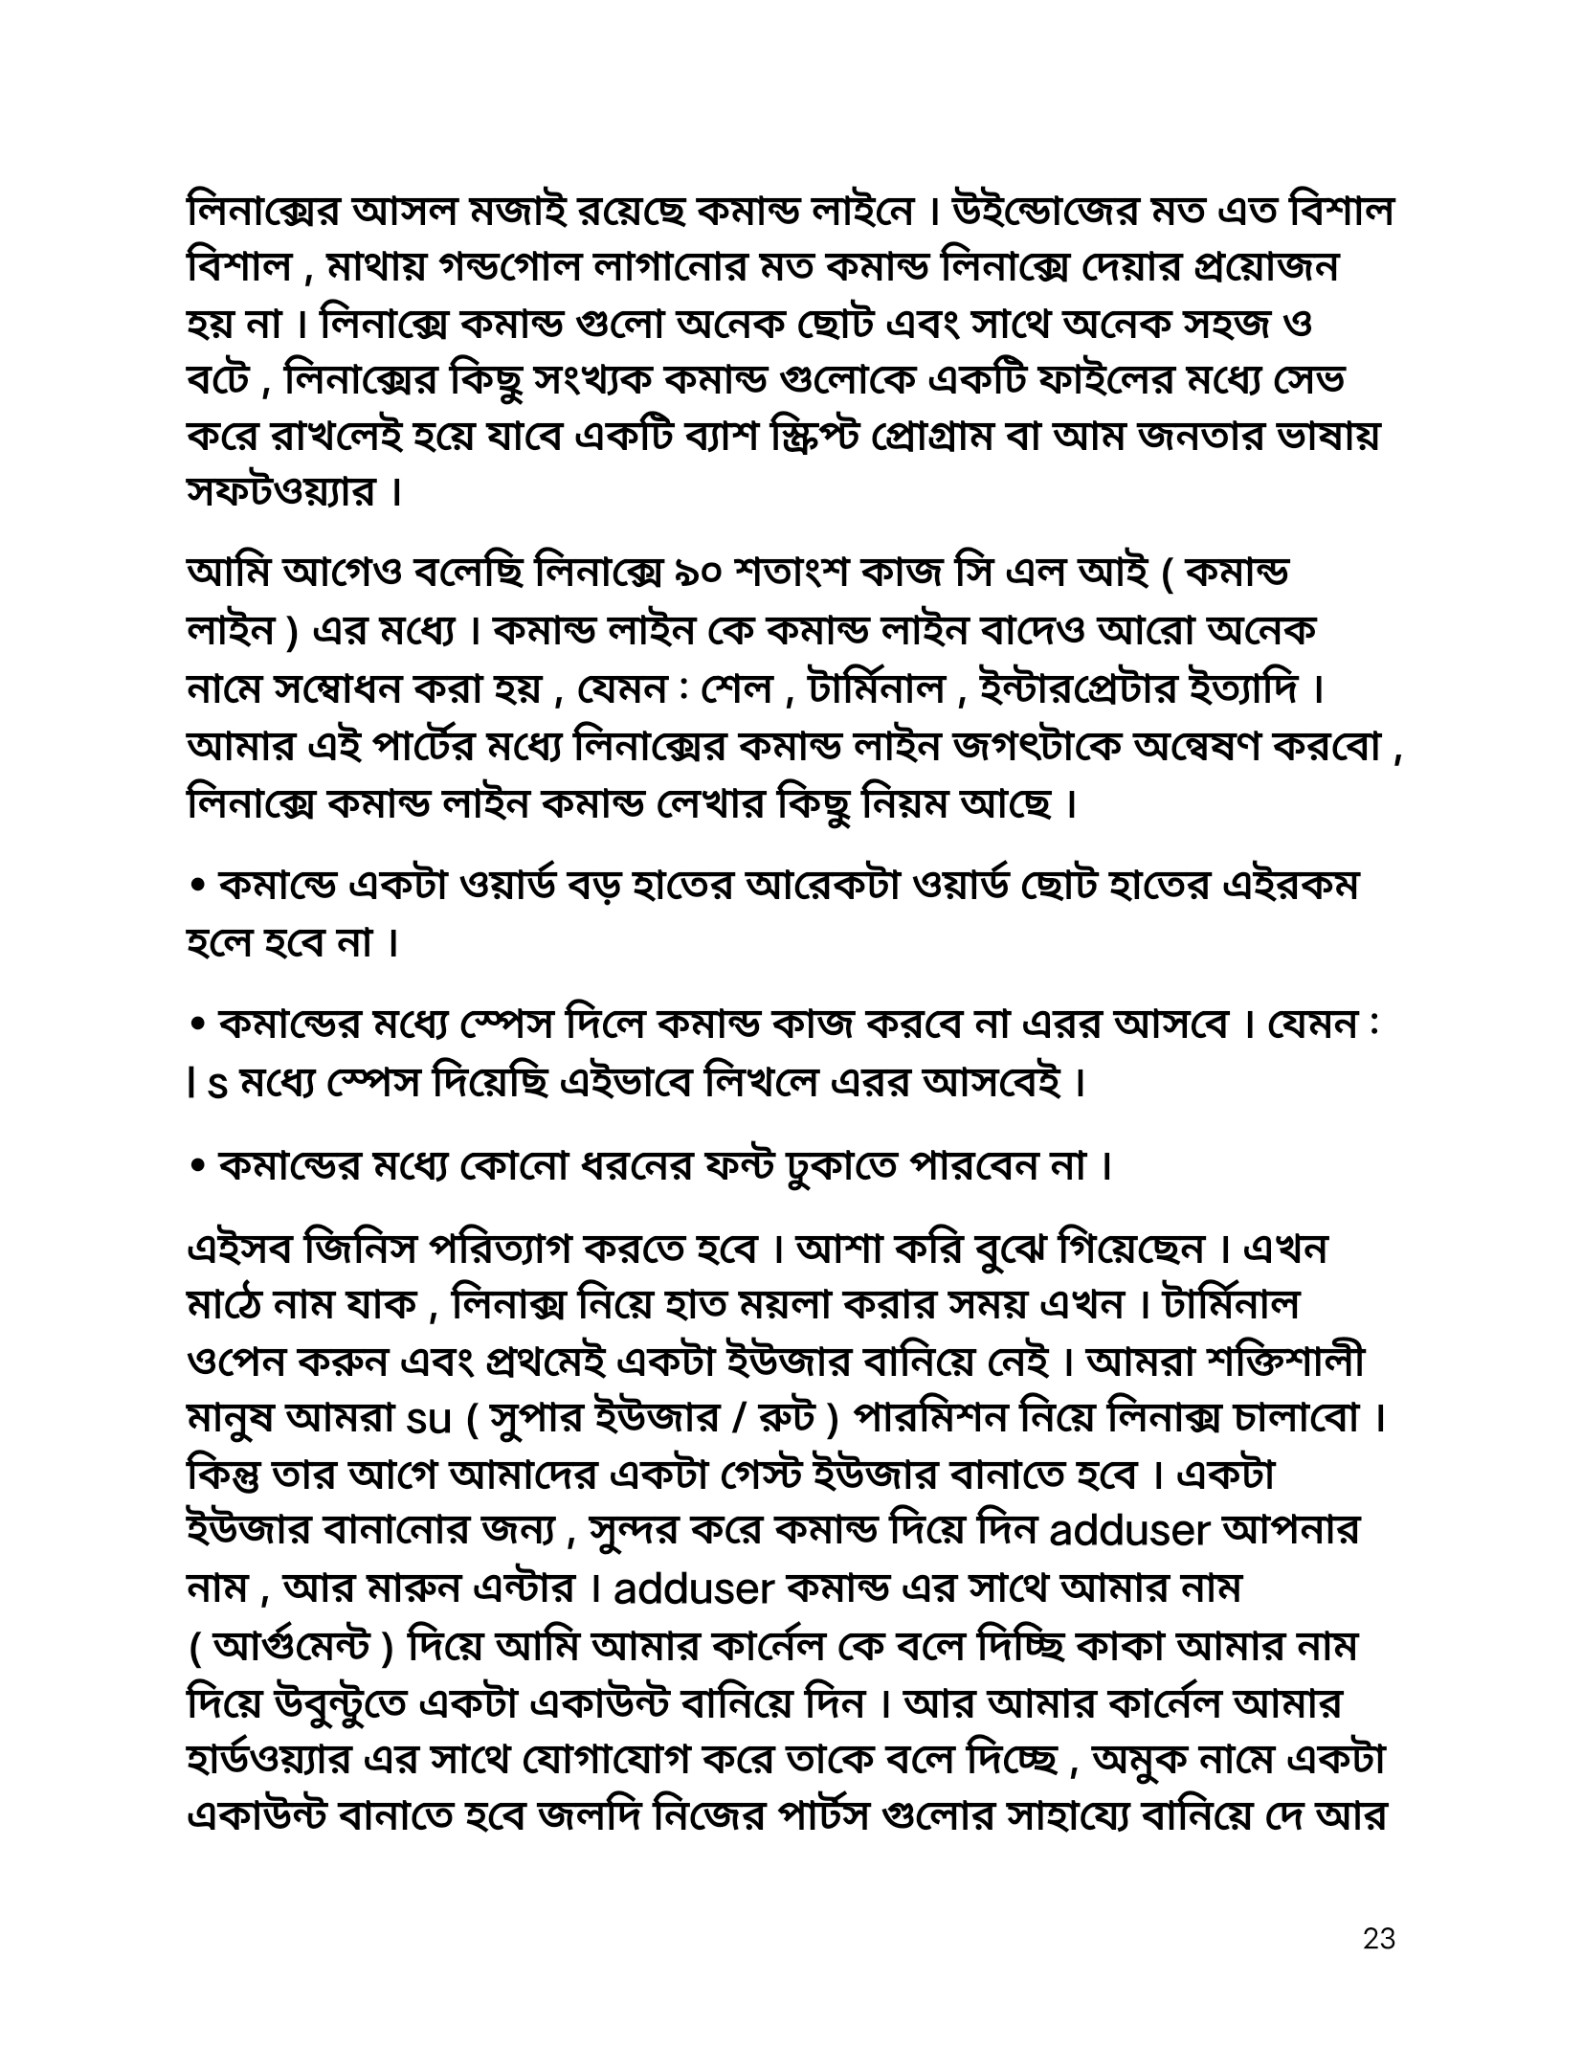 লিনাক্সের আসল মজাই রয়েছে কমান্ড লাইনে । উইন্ডোজের মত এত বিশাল
বিশাল , মাথায় গন্ডগোল লাগানোর মত কমান্ড লিনাক্সে দেয়ার প্রয়োজন
হয় না । লিনাক্সে কমান্ড গুলো অনেক ছোট এবং সাথে অনেক সহজ ও
বটে , লিনাক্সের কিছু সংখ্যক কমান্ড গুলোকে একটি ফাইলের মধ্যে সেভ
করে রাখলেই হয়ে যাবে একটি ব্যাশ স্ক্রিপ্ট প্রোগ্রাম বা আম জনতার ভাষায়
সফটওয়্যার ।
আমি আগেও বলেছি লিনাক্সে ৯০ শতাংশ কাজ সি এল আই ( কমান্ড
লাইন ) এর মধ্যে । কমান্ড লাইন কে কমান্ড লাইন বাদেও আরো অনেক
নামে সম্বোধন করা হয় , যেমন : শেল , টার্মিনাল , ইন্টারপ্রেটার ইত্যাদি ।
আমার এই পার্টের মধ্যে লিনাক্সের কমান্ড লাইন জগৎটাকে অন্বেষণ করবো ,
লিনাক্সে কমান্ড লাইন কমান্ড লেখার কিছু নিয়ম আছে ।
• কমান্ডে একটা ওয়ার্ড বড় হাতের আরেকটা ওয়ার্ড ছোট হাতের এইরকম
হলে হবে না ।
• কমান্ডের মধ্যে স্পেস দিলে কমান্ড কাজ করবে না এরর আসবে । যেমন :
l s মধ্যে স্পেস দিয়েছি এইভাবে লিখলে এরর আসবেই ।
• কমান্ডের মধ্যে কোনো ধরনের ফন্ট ঢুকাতে পারবেন না ।
এইসব জিনিস পরিত্যাগ করতে হবে । আশা করি বুঝে গিয়েছেন । এখন
মাঠে নাম যাক , লিনাক্স নিয়ে হাত ময়লা করার সময় এখন । টার্মিনাল
ওপেন করুন এবং প্রথমেই একটা ইউজার বানিয়ে নেই । আমরা শক্তিশালী
মানুষ আমরা su ( সুপার ইউজার / রুট ) পারমিশন নিয়ে লিনাক্স চালাবো ।
কিন্তু তার আগে আমাদের একটা গেস্ট ইউজার বানাতে হবে । একটা
ইউজার বানানোর জন্য , সুন্দর করে কমান্ড দিয়ে দিন adduser আপনার
নাম , আর মারুন এন্টার । adduser কমান্ড এর সাথে আমার নাম
( আর্গুমেন্ট ) দিয়ে আমি আমার কার্নেল কে বলে দিচ্ছি কাকা আমার নাম
দিয়ে উবুন্টুতে একটা একাউন্ট বানিয়ে দিন । আর আমার কার্নেল আমার
হার্ডওয়্যার এর সাথে যোগাযোগ করে তাকে বলে দিচ্ছে , অমুক নামে একটা
একাউন্ট বানাতে হবে জলদি নিজের পার্টস গুলোর সাহায্যে বানিয়ে দে আর
23